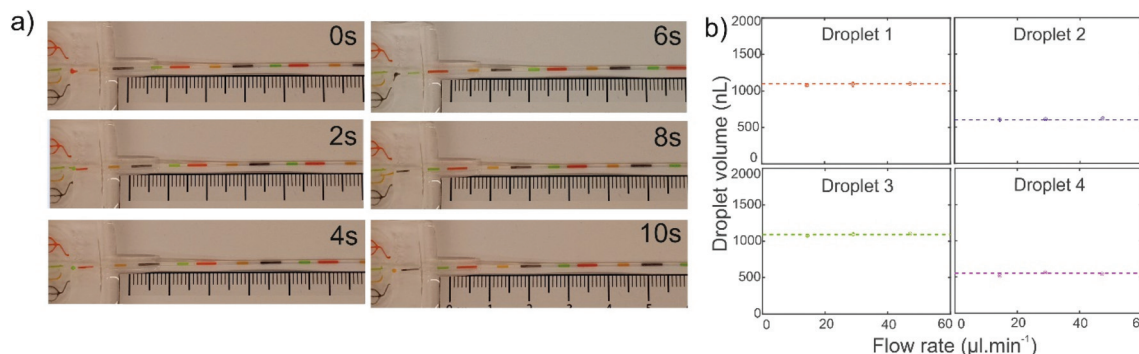 a)
0s
6s
2s
8s
4s
10s
0 1 2 3 4 5
b)
Droplet volume (nL)
2000
1500
1000
500
0
Droplet 1
Droplet 2
2000
1500
1000
500
0
Droplet 3
Droplet 4
0 20 40 60 0 20 40 60
Flow rate (µl.min⁻¹)